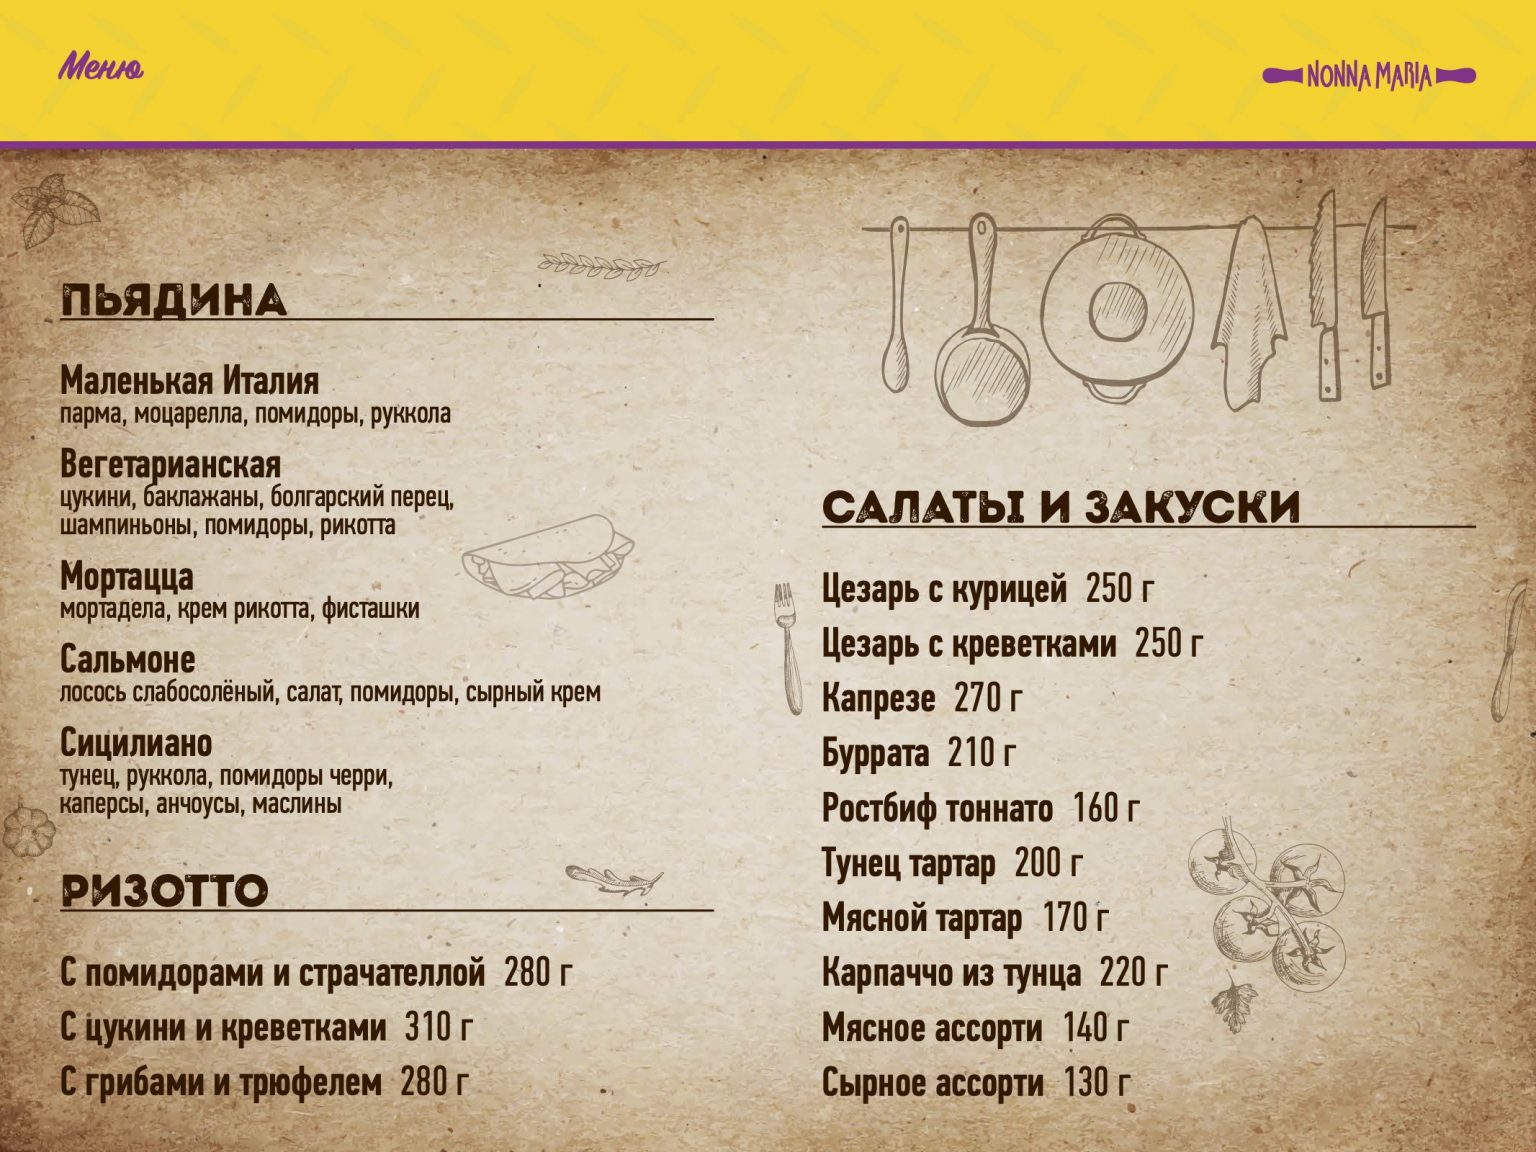 Меню
NONNA MARIA
ПЬЯДИНА
Маленькая Италия
парма, моцарелла, помидоры, руккола
Вегетарианская
цукини, баклажаны, болгарский перец,
шампиньоны, помидоры, рикотта
Мортацца
мортадела, крем рикотта, фисташки
Сальмоне
лосось слабосолёный, салат, помидоры, сырный крем
Сицилиано
тунец, руккола, помидоры черри,
каперсы, анчоусы, маслины
РИЗОТТО
С помидорами и страчателлой 280 г
С цукини и креветками 310 г
С грибами и трюфелем 280 г
САЛАТЫ И ЗАКУСКИ
Цезарь с курицей 250 г
Цезарь с креветками 250 г
Капрезе 270 г
Буррата 210 г
Ростбиф тоннато 160 г
Тунец тартар 200 г
Мясной тартар 170 г
Карпаччо из тунца 220 г
Мясное ассорти 140 г
Сырное ассорти 130 г